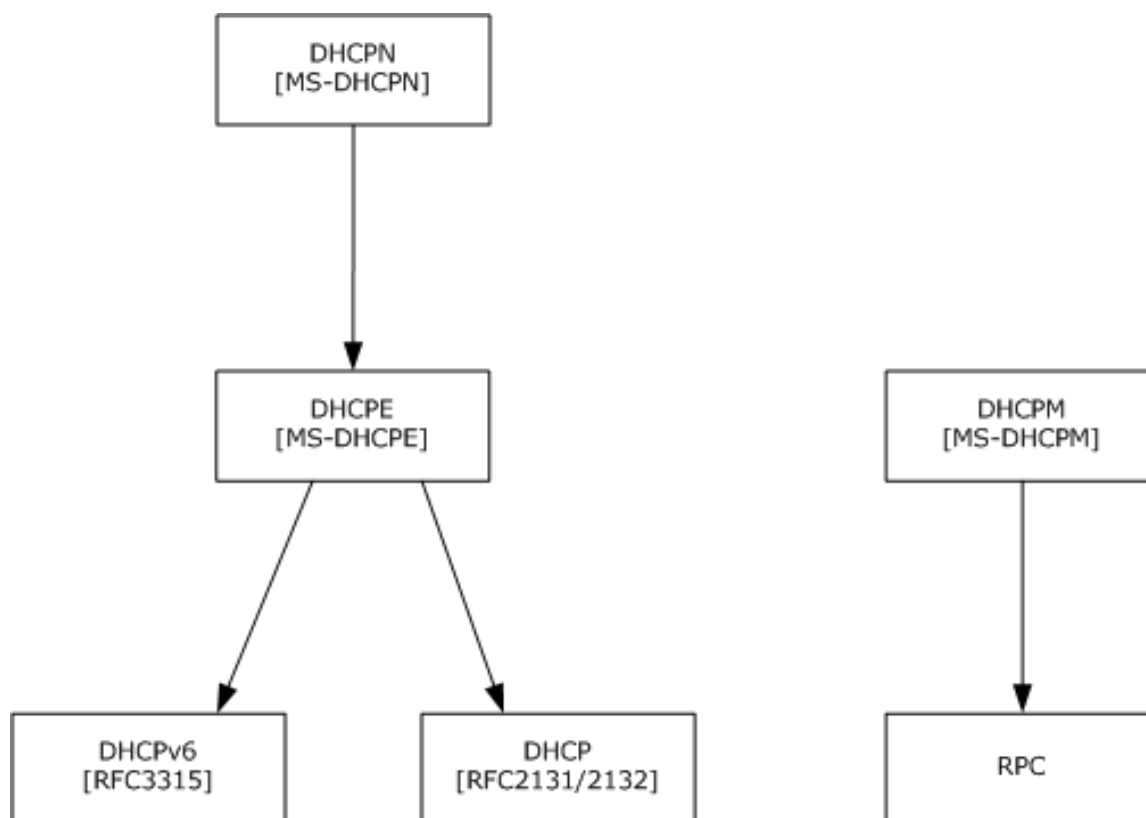 DHCPN
[MS-DHCPN]
DHCPE
[MS-DHCPE]
DHCPM
[MS-DHCPM]
DHCPv6
[RFC3315]
DHCP
[RFC2131/2132]
RPC